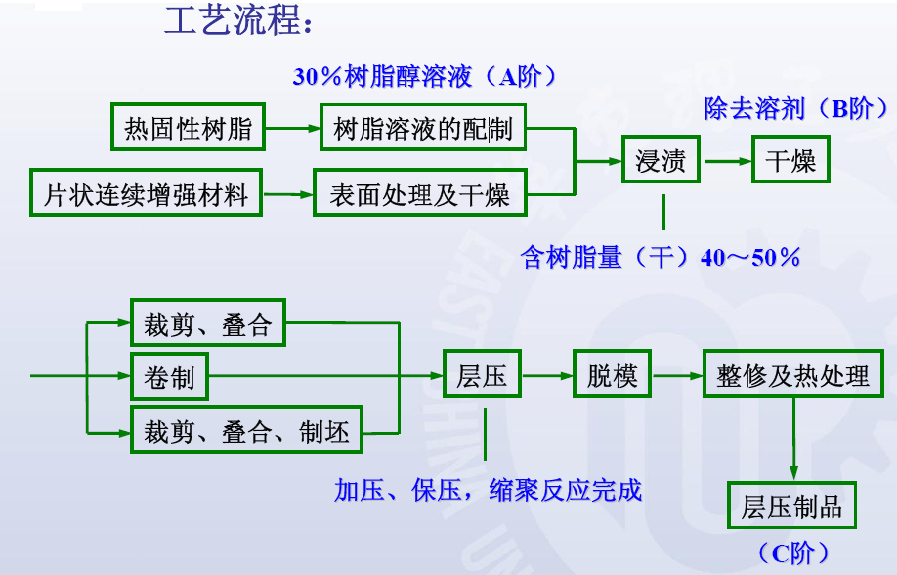 工艺流程：
30%树脂醇溶液（A阶）
除去溶剂（B阶）
热固性树脂
树脂溶液的配制
浸渍
干燥
片状连续增强材料
表面处理及干燥
含树脂量（干）40～50%
裁剪、叠合
卷制
层压
脱模
整修及热处理
裁剪、叠合、制坯
加压、保压，缩聚反应完成
层压制品
（C阶）
EAST CHINA UN